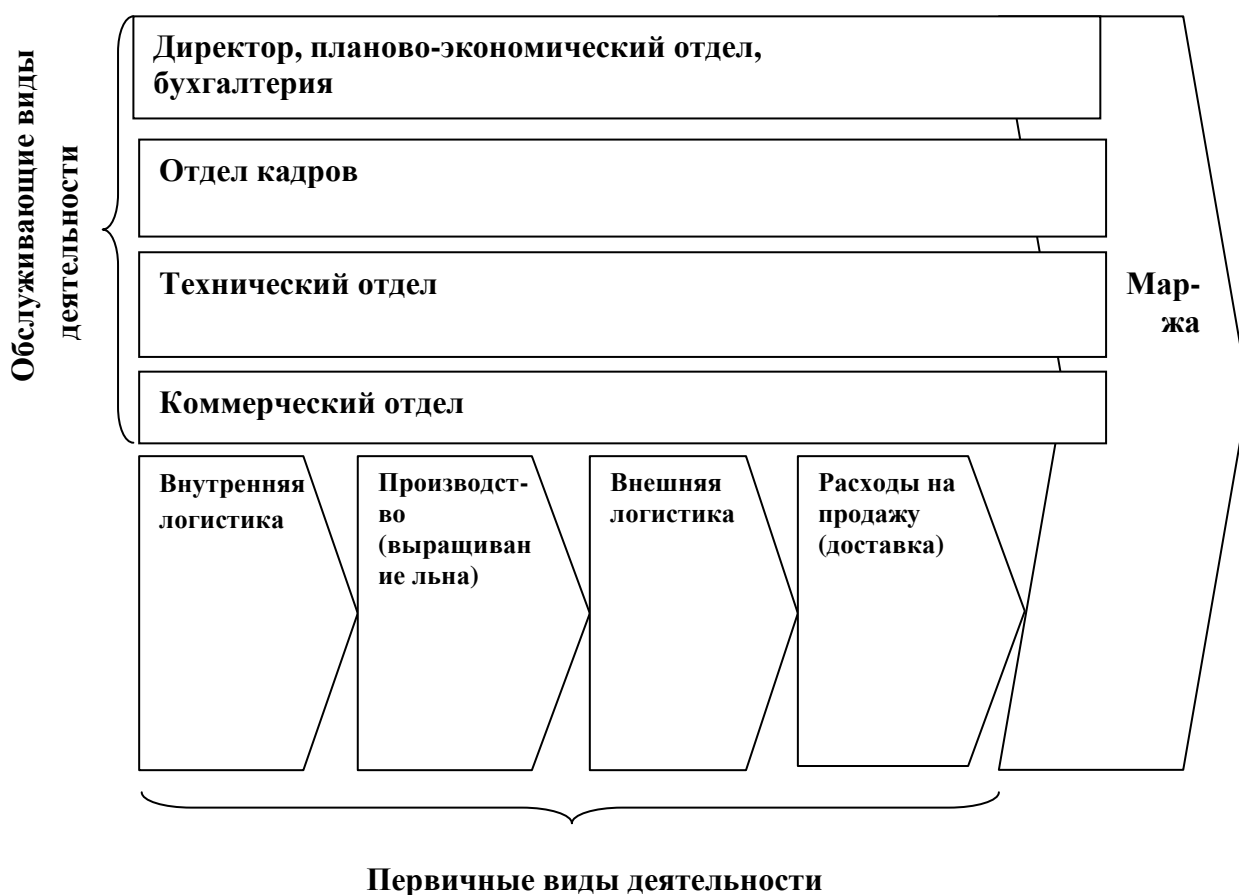 Обслуживающие виды
деятельности
Директор, планово-экономический отдел,
бухгалтерия
Отдел кадров
Технический отдел
Коммерческий отдел
Мар-
жа
Внутренняя
логистика
Производст-
во
(выращиван
ие льна)
Внешняя
логистика
Расходы на
продажу
(доставка)
Первичные виды деятельности